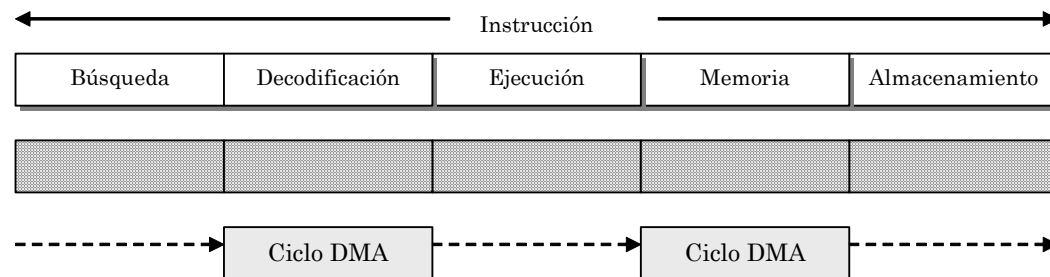 Instrucción
Búsqueda Decodificación Ejecución Memoria Almacenamiento
Ciclo DMA Ciclo DMA